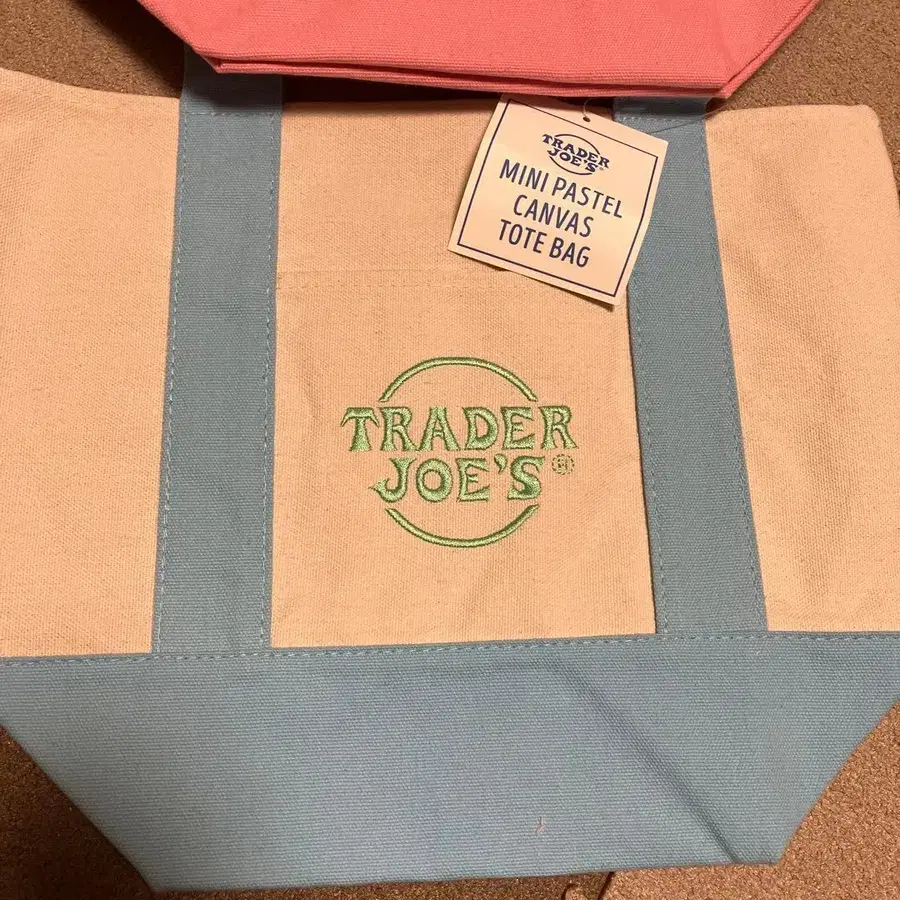 TRADER
JOE'S®
MINI PASTEL
CANVAS
TOTE BAG
TRADER
JOE'S®